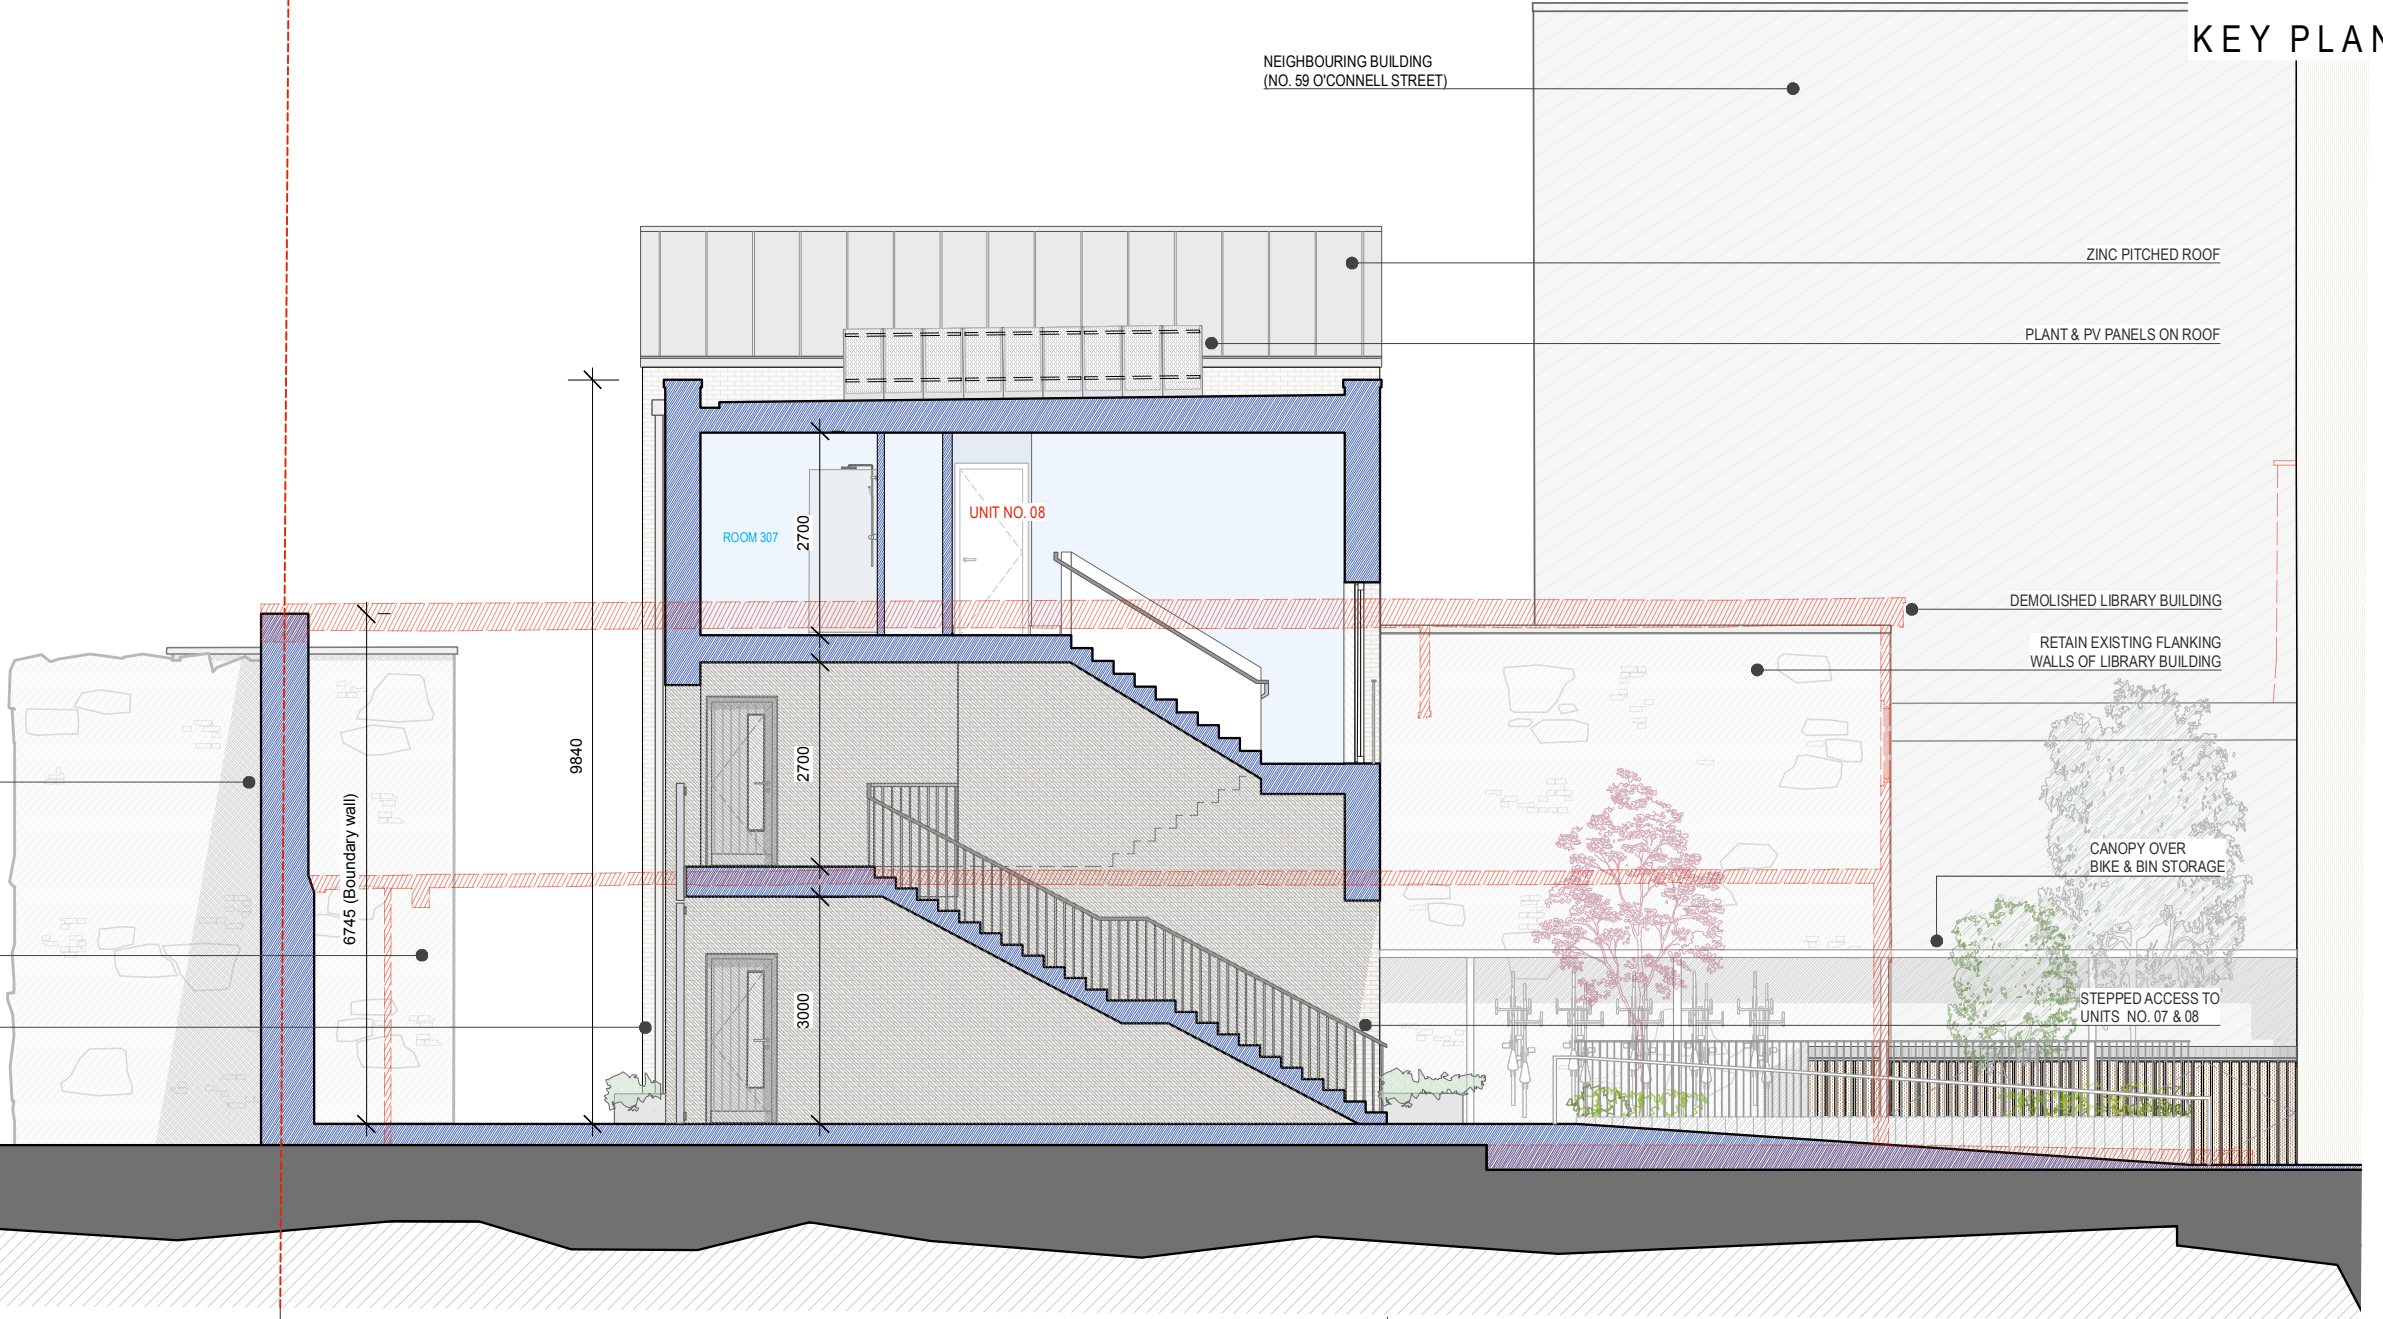 KEY PLAN
NEIGHBOURING BUILDING
(NO. 59 O'CONNELL STREET)
ZINC PITCHED ROOF
PLANT & PV PANELS ON ROOF
ROOM 307
2700
UNIT NO. 08
DEMOLISHED LIBRARY BUILDING
RETAIN EXISTING FLANKING
WALLS OF LIBRARY BUILDING
9840
2700
6745 (Boundary wall)
CANOPY OVER
BIKE & BIN STORAGE
3000
STEPPED ACCESS TO
UNITS NO. 07 & 08